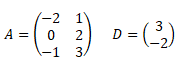 A = (-2 1
0 2
-1 3) D = (3
-2)